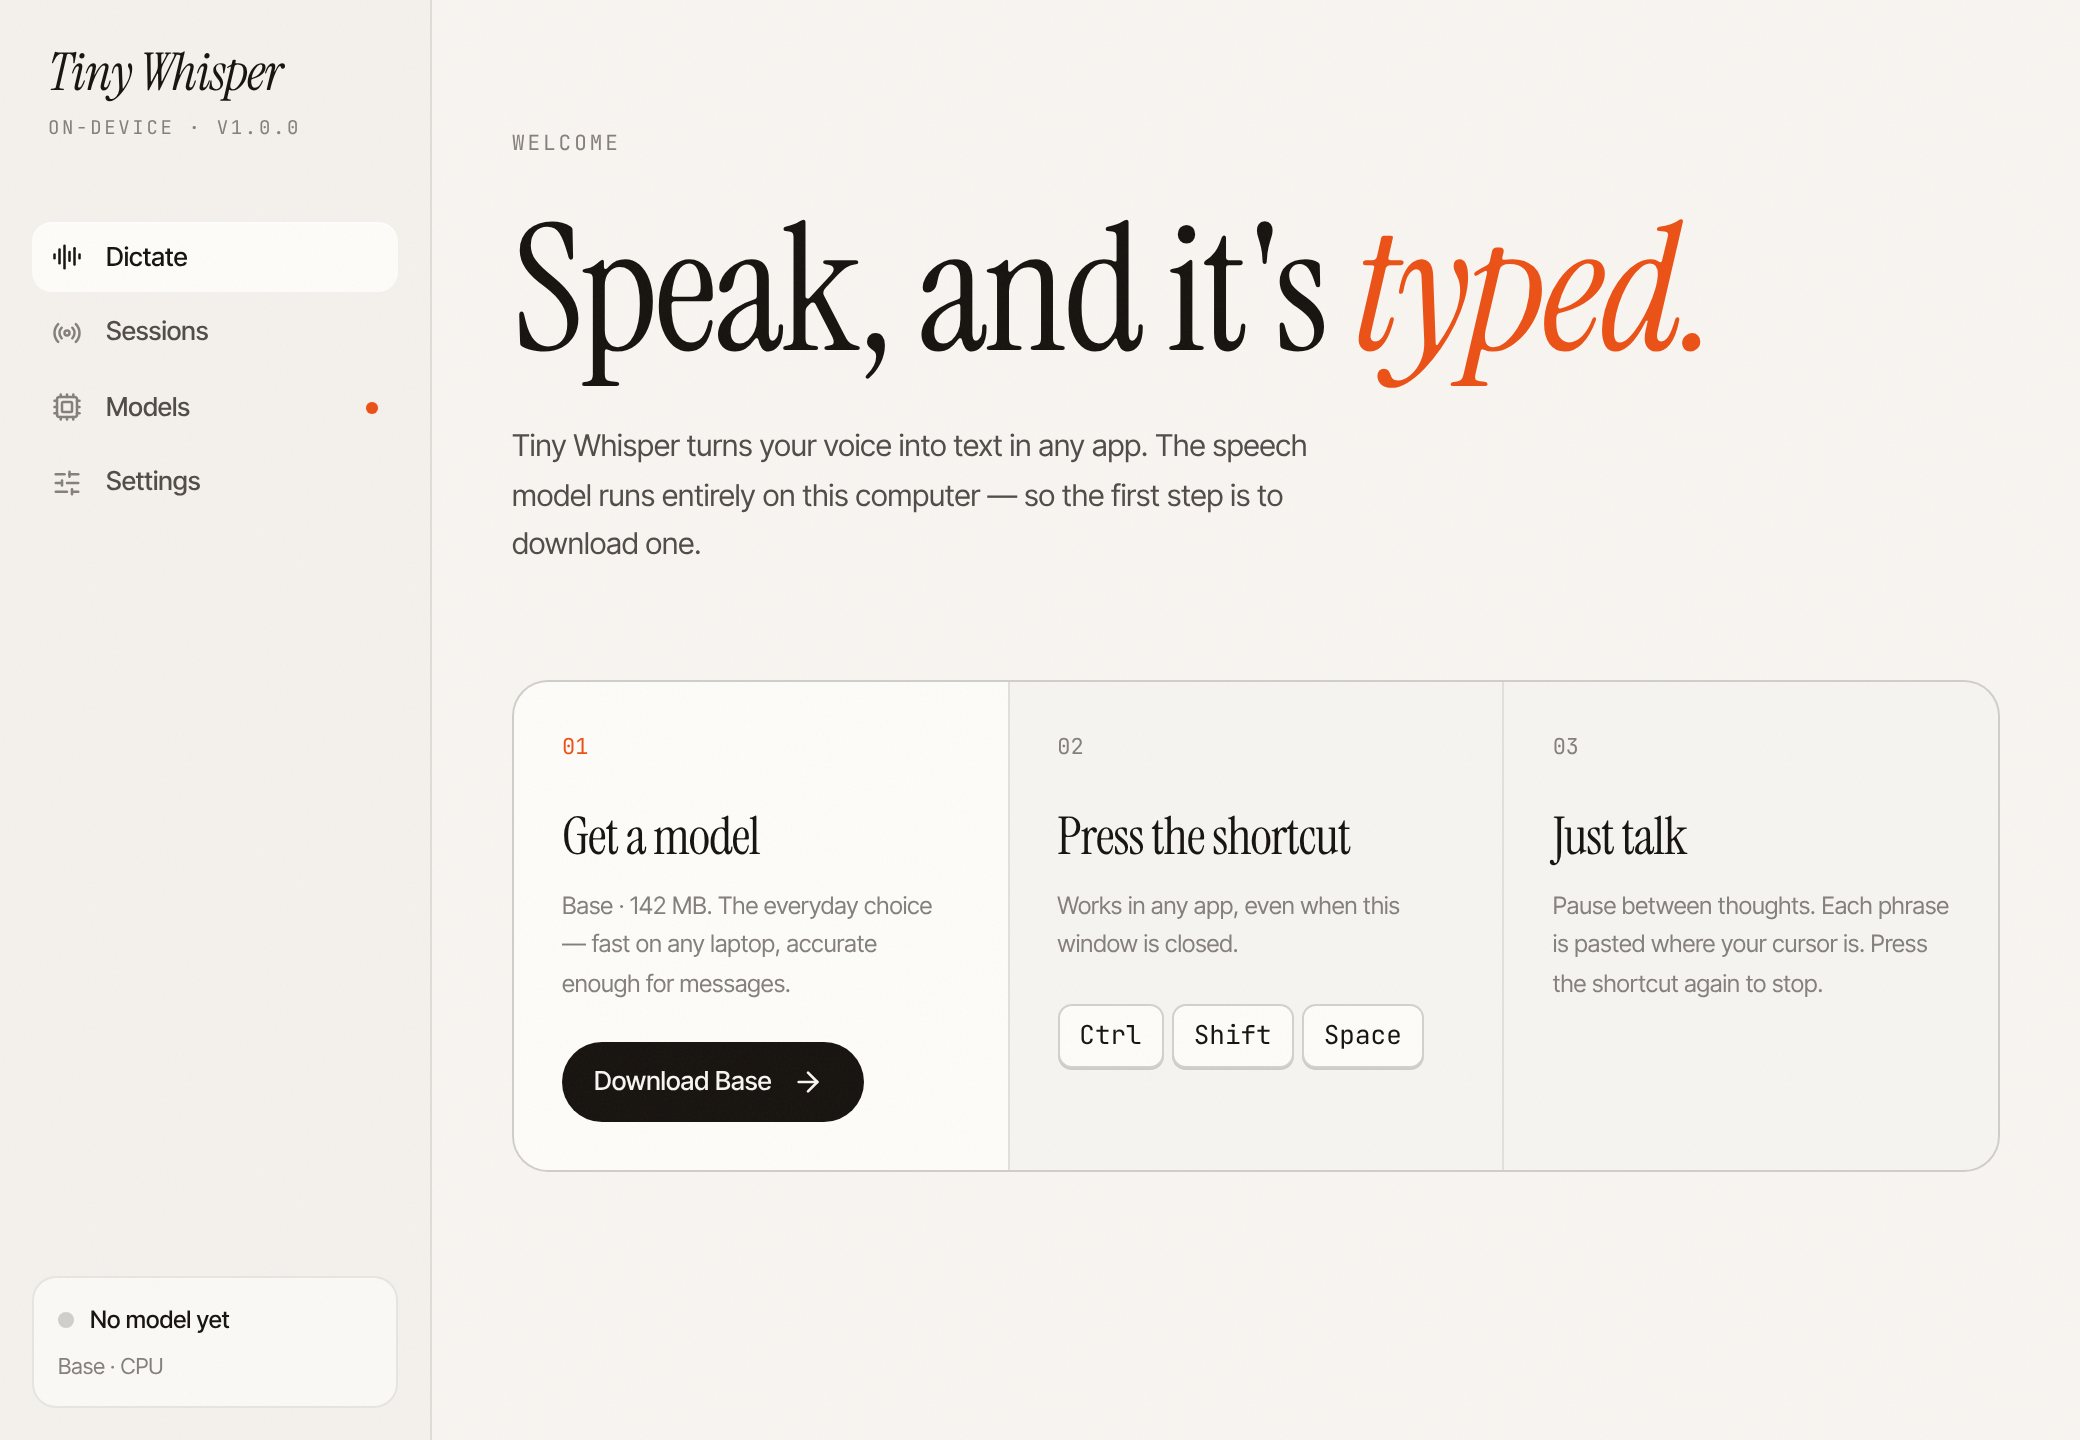 Tiny Whisper
ON-DEVICE · V1.0.0
Dictate
Sessions
Models
Settings
No model yet
Base · CPU
WELCOME
Speak, and it's typed.
Tiny Whisper turns your voice into text in any app. The speech
model runs entirely on this computer — so the first step is to
download one.
01
Get a model
Base · 142 MB. The everyday choice
— fast on any laptop, accurate
enough for messages.
Download Base →
02
Press the shortcut
Works in any app, even when this
window is closed.
Ctrl Shift Space
03
Just talk
Pause between thoughts. Each phrase
is pasted where your cursor is. Press
the shortcut again to stop.